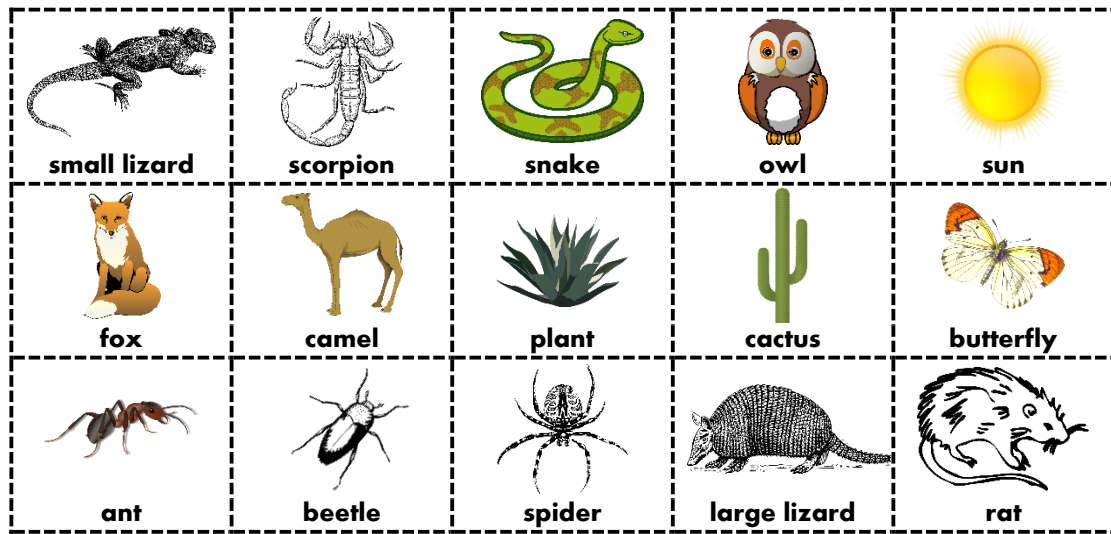 small lizard
scorpion
snake
owl
sun
fox
camel
plant
cactus
butterfly
ant
beetle
spider
large lizard
rat